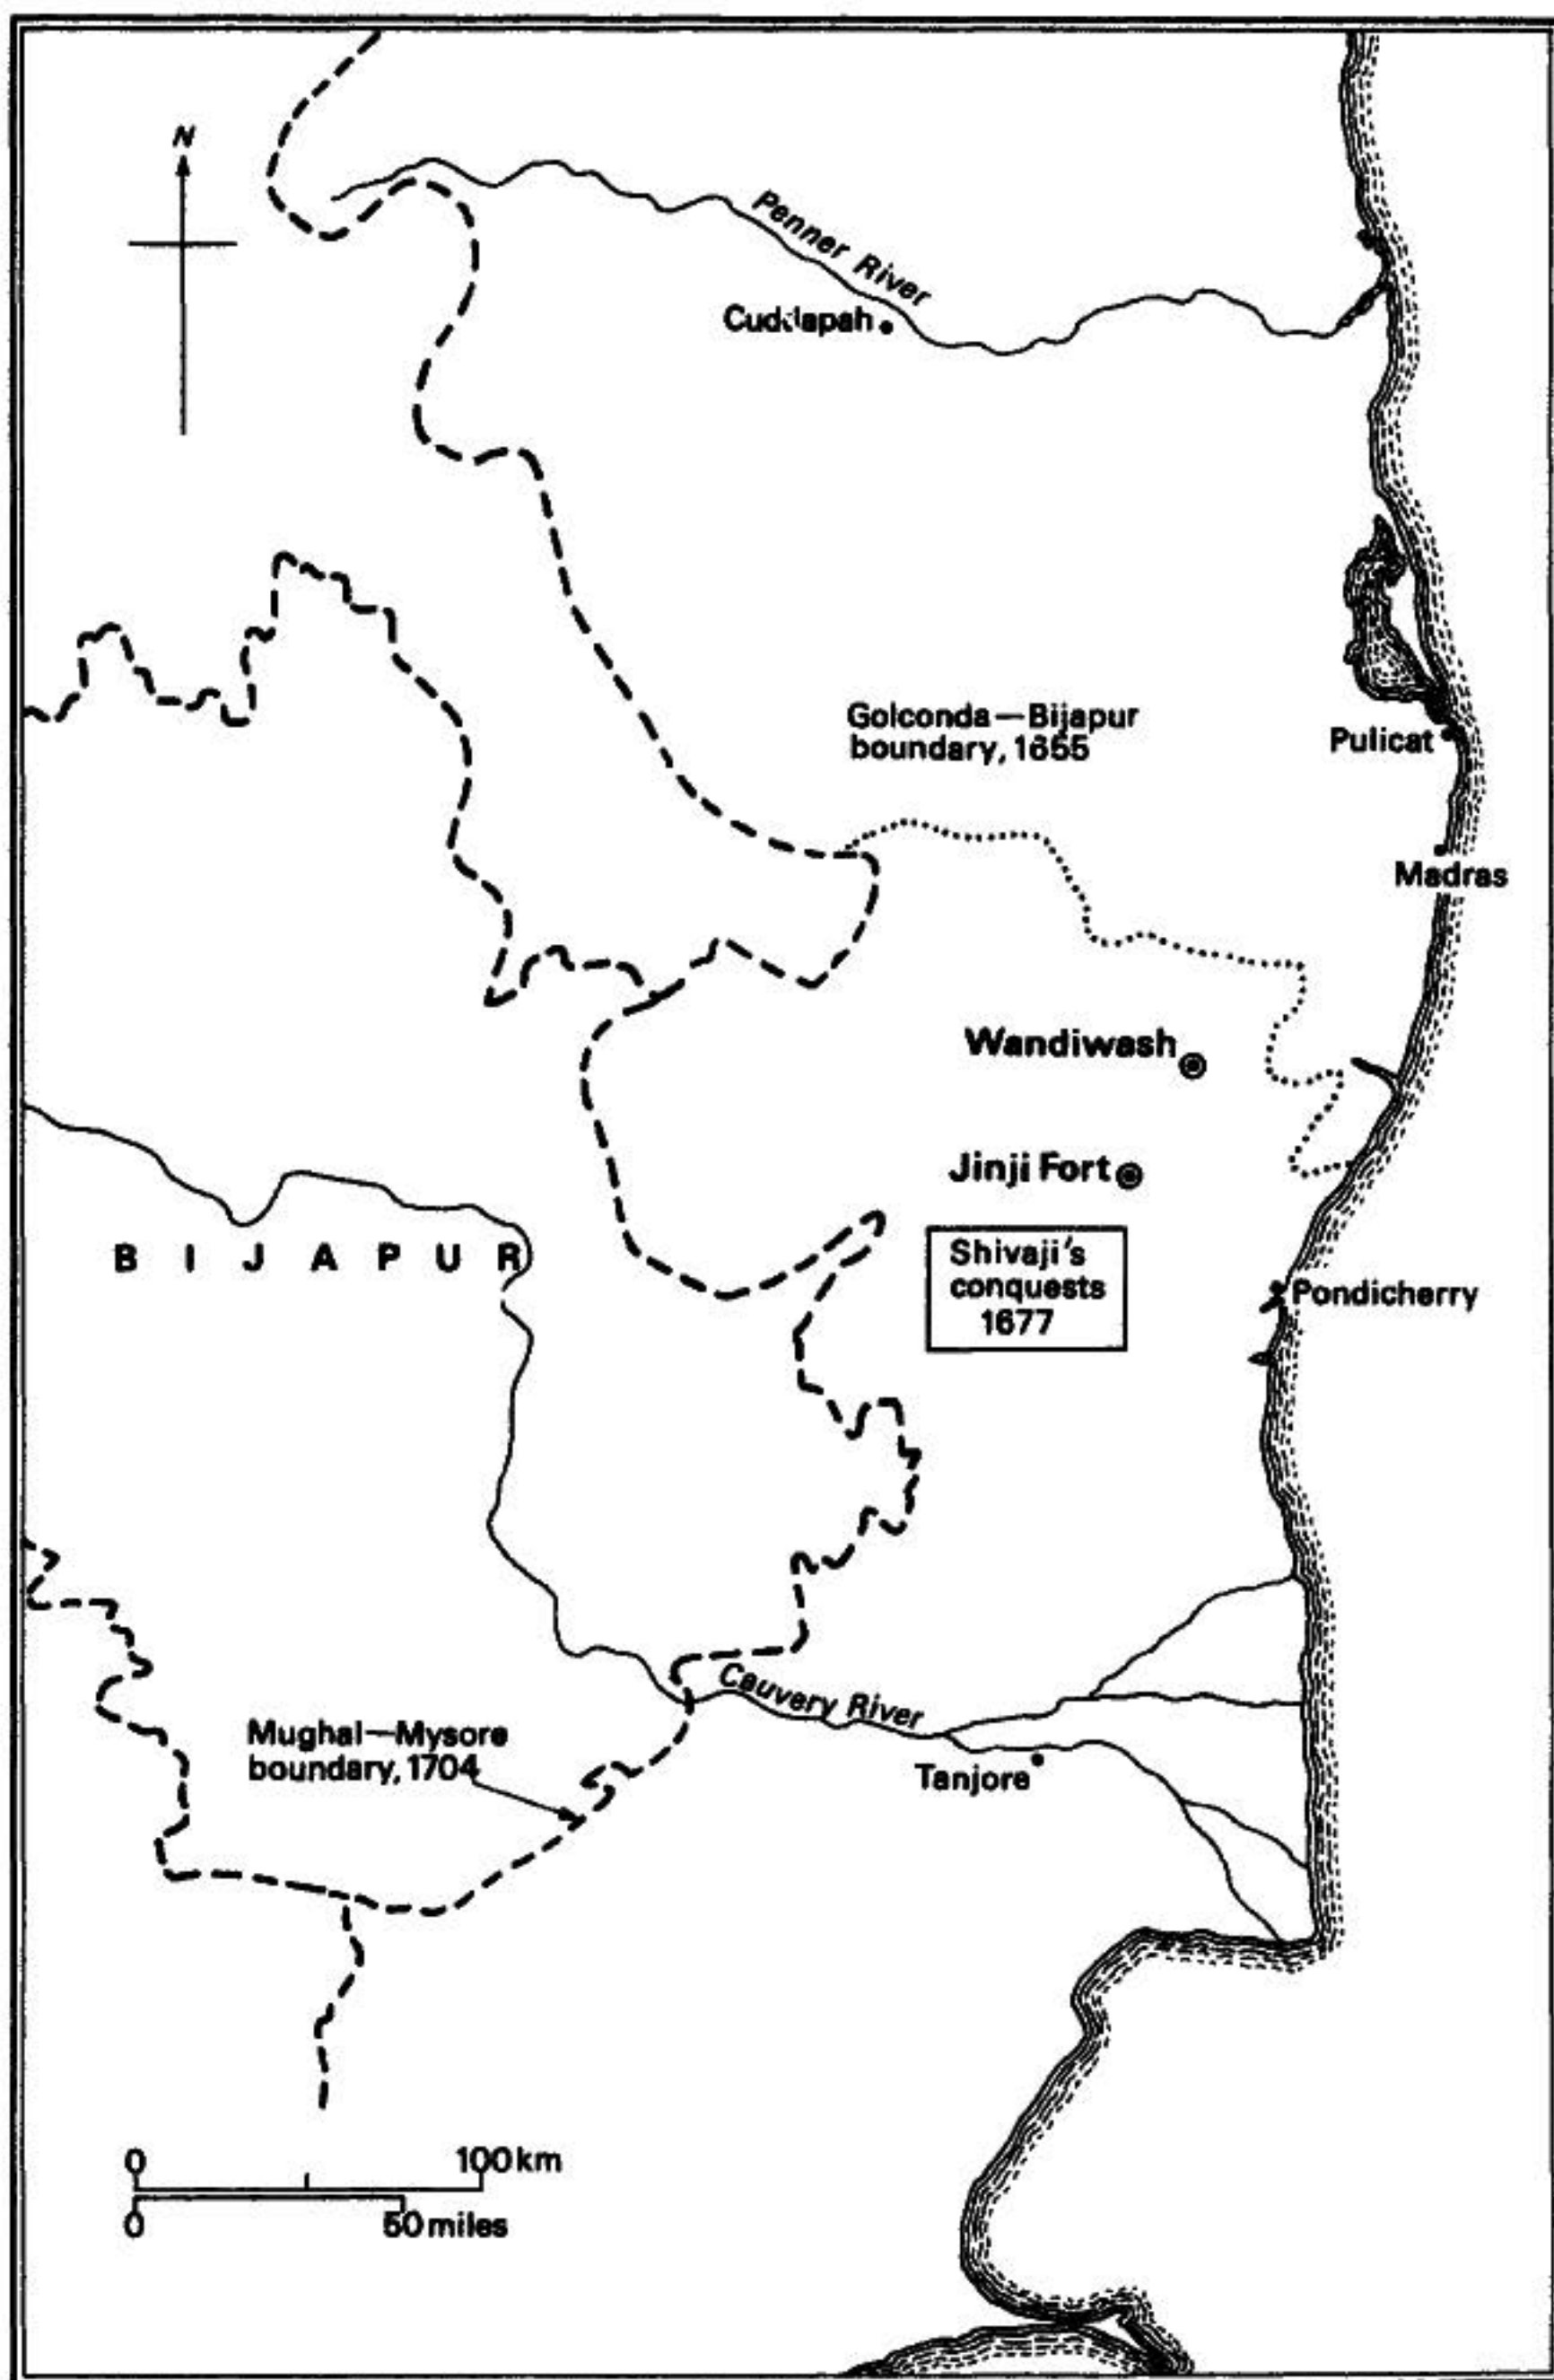 N
Penner River
Cuddapah
Golconda—Bijapur
boundary, 1655
Pulicat
Madras
Wandiwash
Jinji Fort
BIJAPUR
Shivaji's
conquests
1677
Pondicherry
Cauvery River
Mughal—Mysore
boundary, 1704
Tanjore
0 100 km
0 50 miles